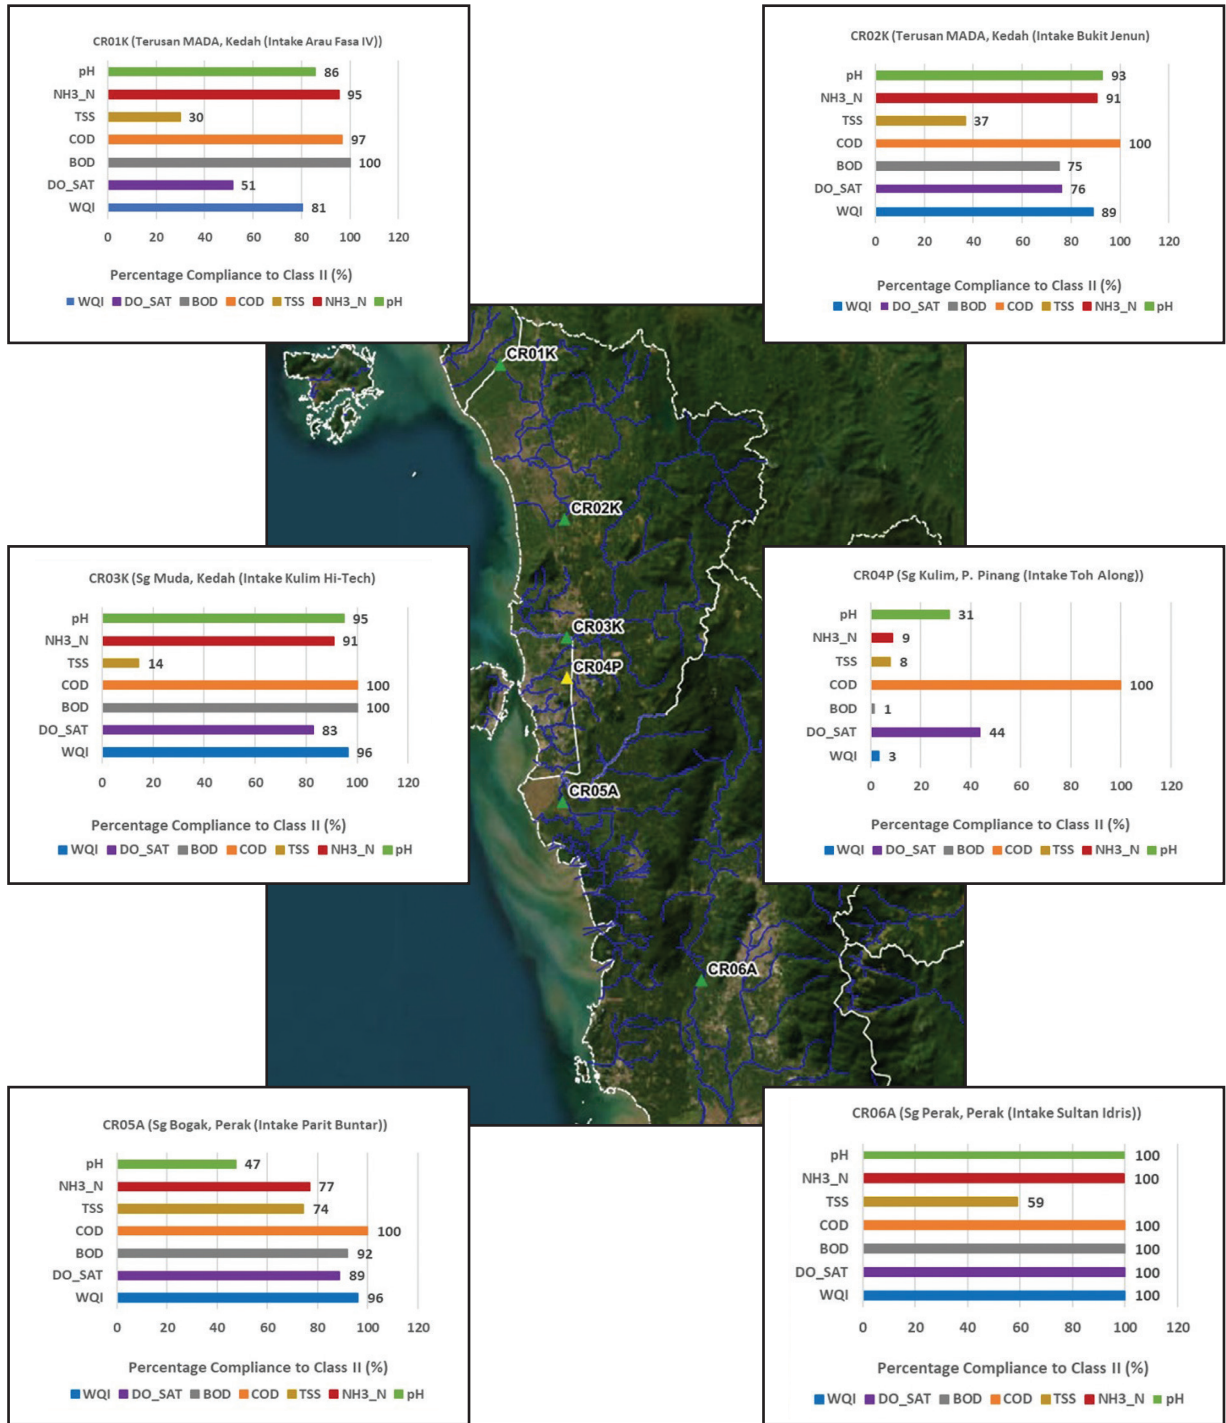 CR01K (Terusan MADA, Kedah (Intake Arau Fasa IV))
pH 86
NH3_N 95
TSS 30
COD 97
BOD 100
DO_SAT 51
WQI 81
0 20 40 60 80 100 120
Percentage Compliance to Class II (%)
WQI DO_SAT BOD COD TSS NH3_N pH
CR02K (Terusan MADA, Kedah (Intake Bukit Jenun)
pH 93
NH3_N 91
TSS 37
COD 100
BOD 75
DO_SAT 76
WQI 89
0 20 40 60 80 100 120
Percentage Compliance to Class II (%)
WQI DO_SAT BOD COD TSS NH3_N pH
CR01K
CR02K
CR03K
CR04P
CR05A
CR06A
CR03K (Sg Muda, Kedah (Intake Kulim Hi-Tech)
pH 95
NH3_N 91
TSS 14
COD 100
BOD 100
DO_SAT 83
WQI 96
0 20 40 60 80 100 120
Percentage Compliance to Class II (%)
WQI DO_SAT BOD COD TSS NH3_N pH
CR04P (Sg Kulim, P. Pinang (Intake Toh Along))
pH 31
NH3_N 9
TSS 8
COD 100
BOD 1
DO_SAT 44
WQI 3
0 20 40 60 80 100 120
Percentage Compliance to Class II (%)
WQI DO_SAT BOD COD TSS NH3_N pH
CR05A (Sg Bogak, Perak (Intake Parit Buntar))
pH 47
NH3_N 77
TSS 74
COD 100
BOD 92
DO_SAT 89
WQI 96
0 20 40 60 80 100 120
Percentage Compliance to Class II (%)
WQI DO_SAT BOD COD TSS NH3_N pH
CR06A (Sg Perak, Perak (Intake Sultan Idris))
pH 100
NH3_N 100
TSS 59
COD 100
BOD 100
DO_SAT 100
WQI 100
0 20 40 60 80 100 120
Percentage Compliance to Class II (%)
WQI DO_SAT BOD COD TSS NH3_N pH